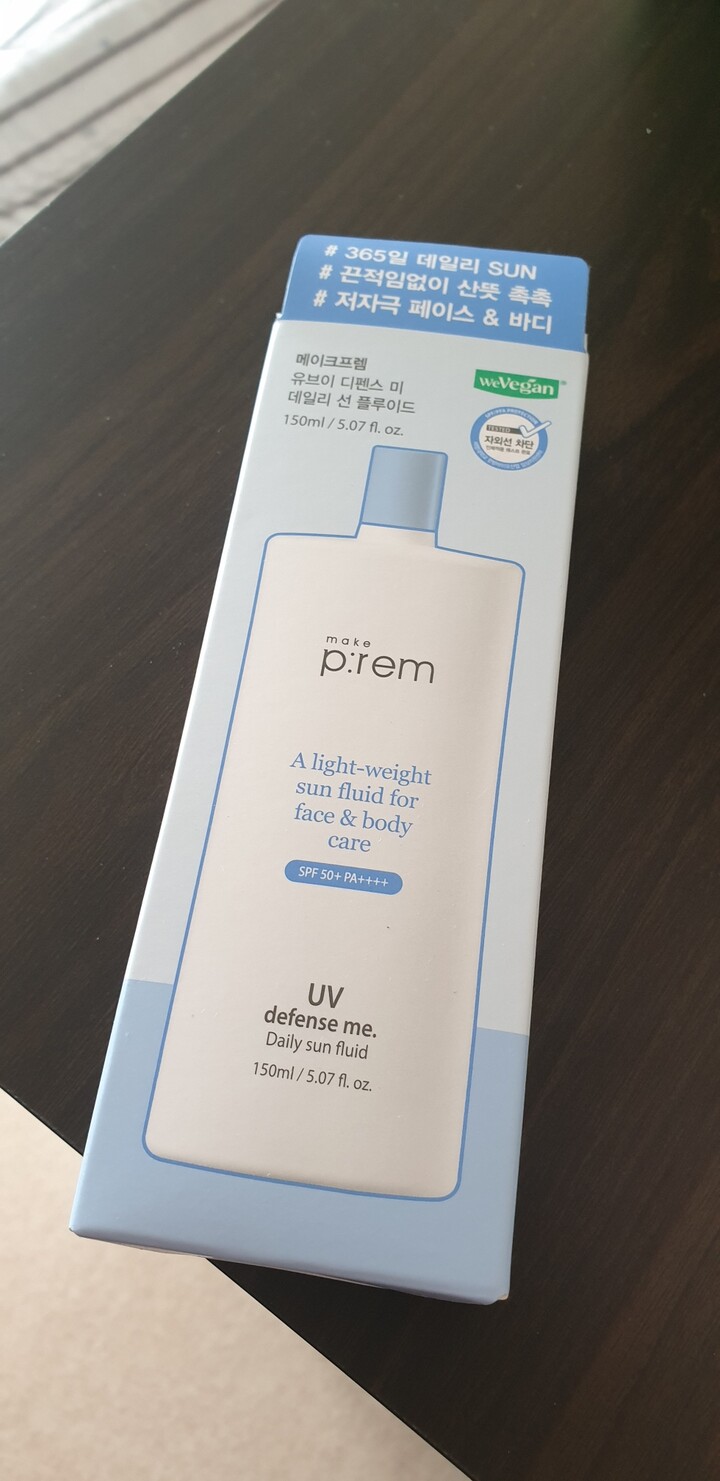 # 365일 데일리 SUN
# 끈적임없이 산뜻 촉촉
# 저자극 페이스 & 바디
메이크프렘
유브이 디펜스 미
데일리 선 플루이드
150ml / 5.07 fl. oz.
weVegan
TESTED
자외선 차단
make
p:rem
A light-weight
sun fluid for
face & body
care
SPF 50+ PA++++
UV
defense me.
Daily sun fluid
150ml / 5.07 fl. oz.